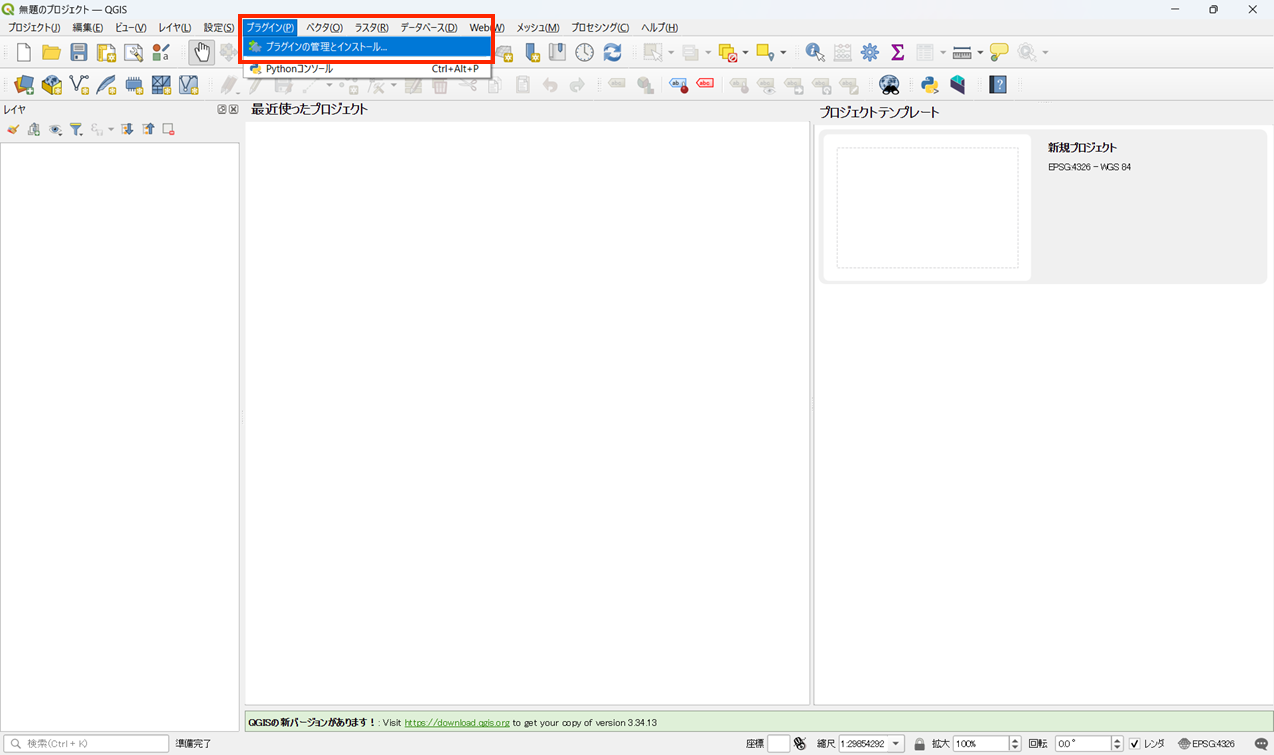 無題のプロジェクト — QGIS
プロジェクト(J) 編集(E) ビュー(V) レイヤ(L) 設定(S) プラグイン(P) ベクタ(O) ラスタ(R) データベース(D) Web(W) メッシュ(M) プロセシング(C) ヘルプ(H)
プラグインの管理とインストール...
Pythonコンソール Ctrl+Alt+P
レイヤ
最近使ったプロジェクト
プロジェクトテンプレート
新規プロジェクト
EPSG:4326 - WGS 84
QGISの新バージョンがあります！: Visit https://download.qgis.org to get your copy of version 3.34.13
検索(Ctrl + K) 準備完了 座標 縮尺 1:29854292 拡大 100% 回転 0.0 ° レンダ EPSG:4326